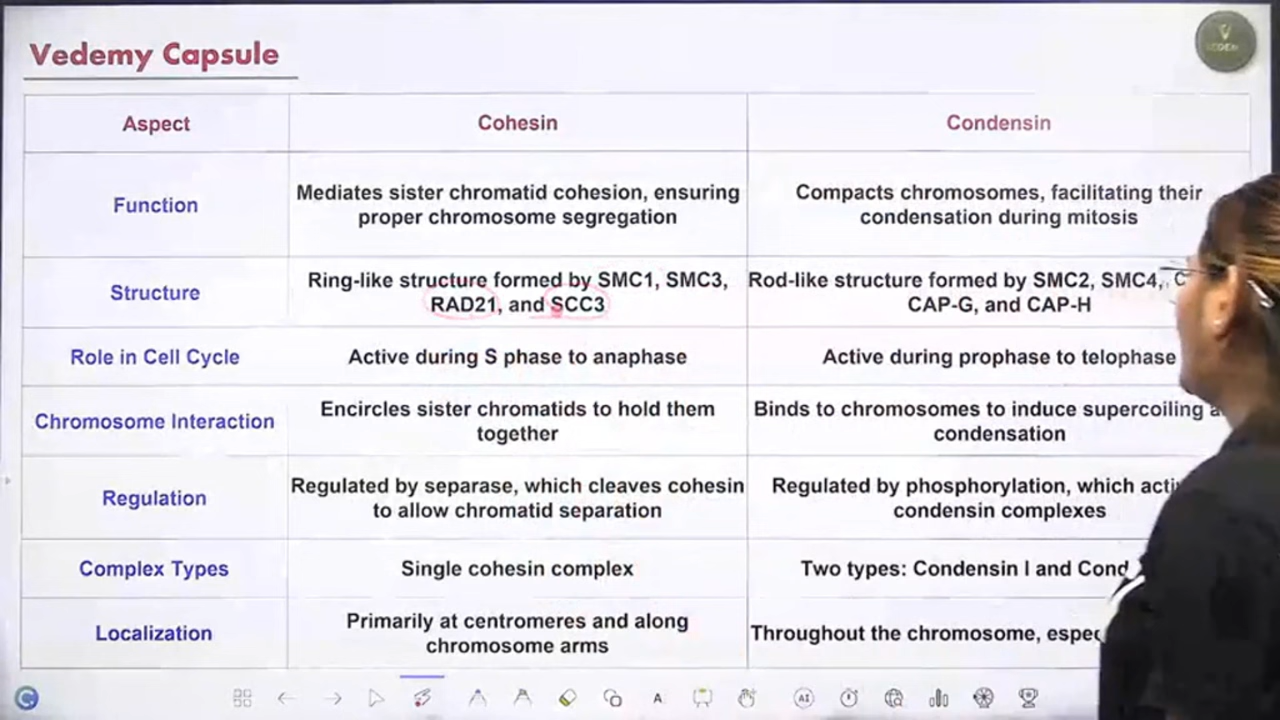 Vedemy Capsule
Aspect
Cohesin
Condensin
Function
Mediates sister chromatid cohesion, ensuring
proper chromosome segregation
Compacts chromosomes, facilitating their
condensation during mitosis
Structure
Ring-like structure formed by SMC1, SMC3,
RAD21, and SCC3
Rod-like structure formed by SMC2, SMC4,
CAP-G, and CAP-H
Role in Cell Cycle
Active during S phase to anaphase
Active during prophase to telophase
Chromosome Interaction
Encircles sister chromatids to hold them
together
Binds to chromosomes to induce supercoiling
condensation
Regulation
Regulated by separase, which cleaves cohesin
to allow chromatid separation
Regulated by phosphorylation, which
condensin complexes
Complex Types
Single cohesin complex
Two types: Condensin I and
Localization
Primarily at centromeres and along
chromosome arms
Throughout the chromosome,
A
AI